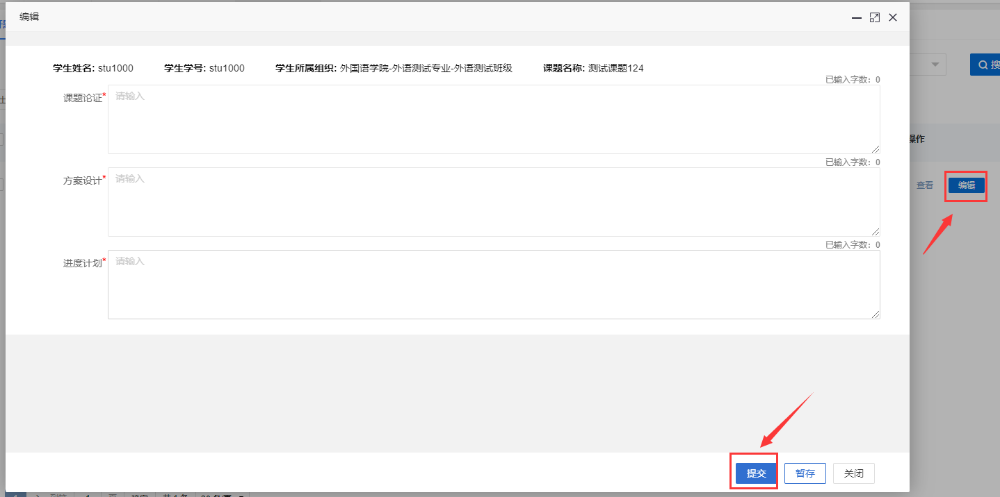 编辑
学生姓名: stu1000 学生学号: stu1000 学生所属组织: 外国语学院-外语测试专业-外语测试班级 课题名称: 测试课题124
搜
已输入字数: 0
课题论证* 请输入
操作
已输入字数: 0
方案设计* 请输入
查看 编辑
已输入字数: 0
进度计划* 请输入
提交 暂存 关闭